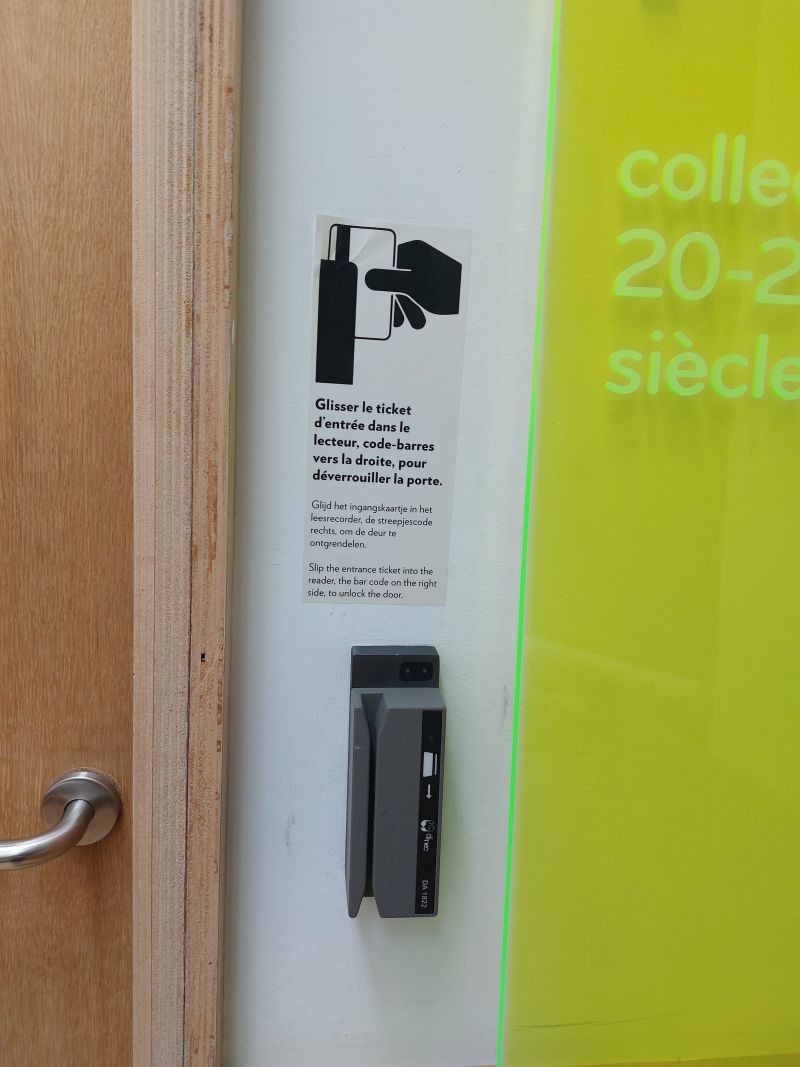 Glisser le ticket
d'entrée dans le
lecteur, code-barres
vers la droite, pour
déverrouiller la porte.
Glijd het ingangskaartje in het
leesrecorder, de streepjescode
rechts, om de deur te
ontgrendelen.
Slip the entrance ticket into the
reader, the bar code on the right
side, to unlock the door.
DA 1822
colle
20-2
siècle